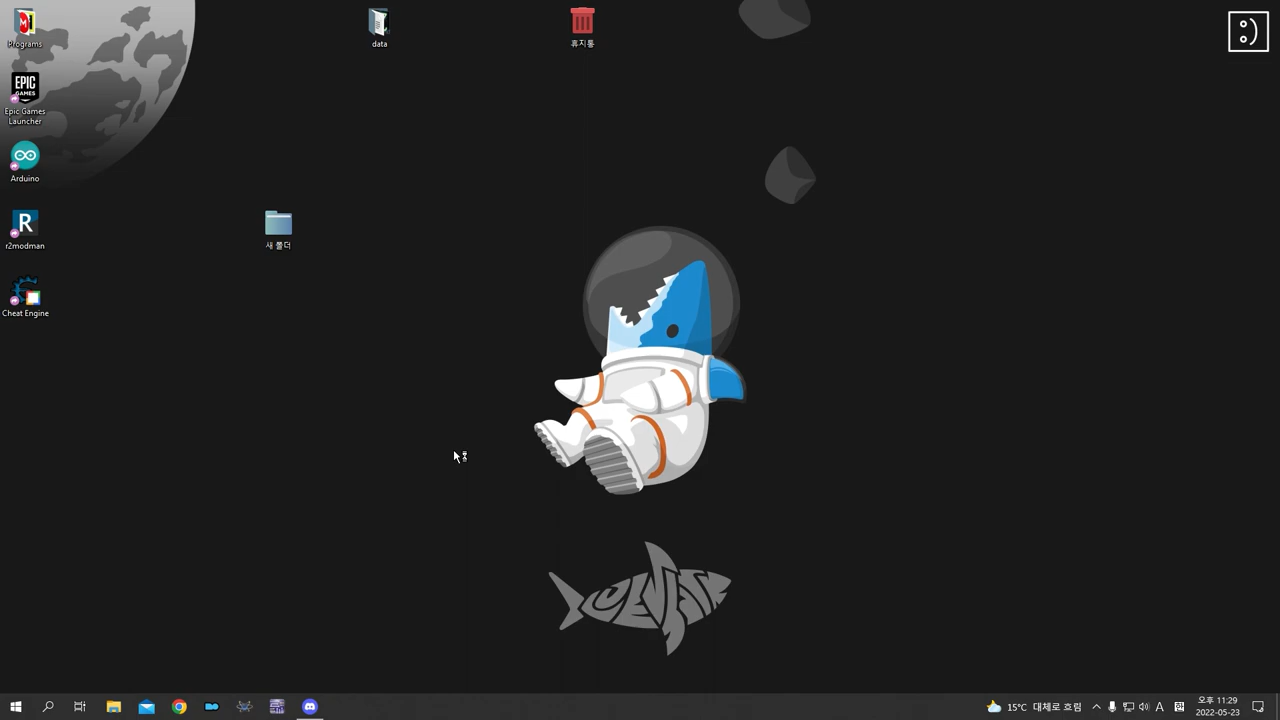 Programs
data
휴지통
:)
EPIC
GAMES
Epic Games
Launcher
Arduino
R
r2modman
새 폴더
Cheat Engine
15°C 대체로 흐림
A
오후 11:29
2022-05-23